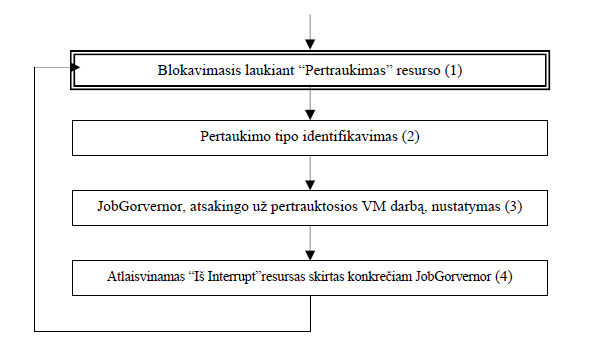 Blokavimasis laukiant “Pertraukimas” resurso (1)
Pertaukimo tipo identifikavimas (2)
JobGorvernor, atsakingo už pertrauktosios VM darbą, nustatymas (3)
Atlaisvinamas “Iš Interrupt”resursas skirtas konkrečiam JobGorvernor (4)